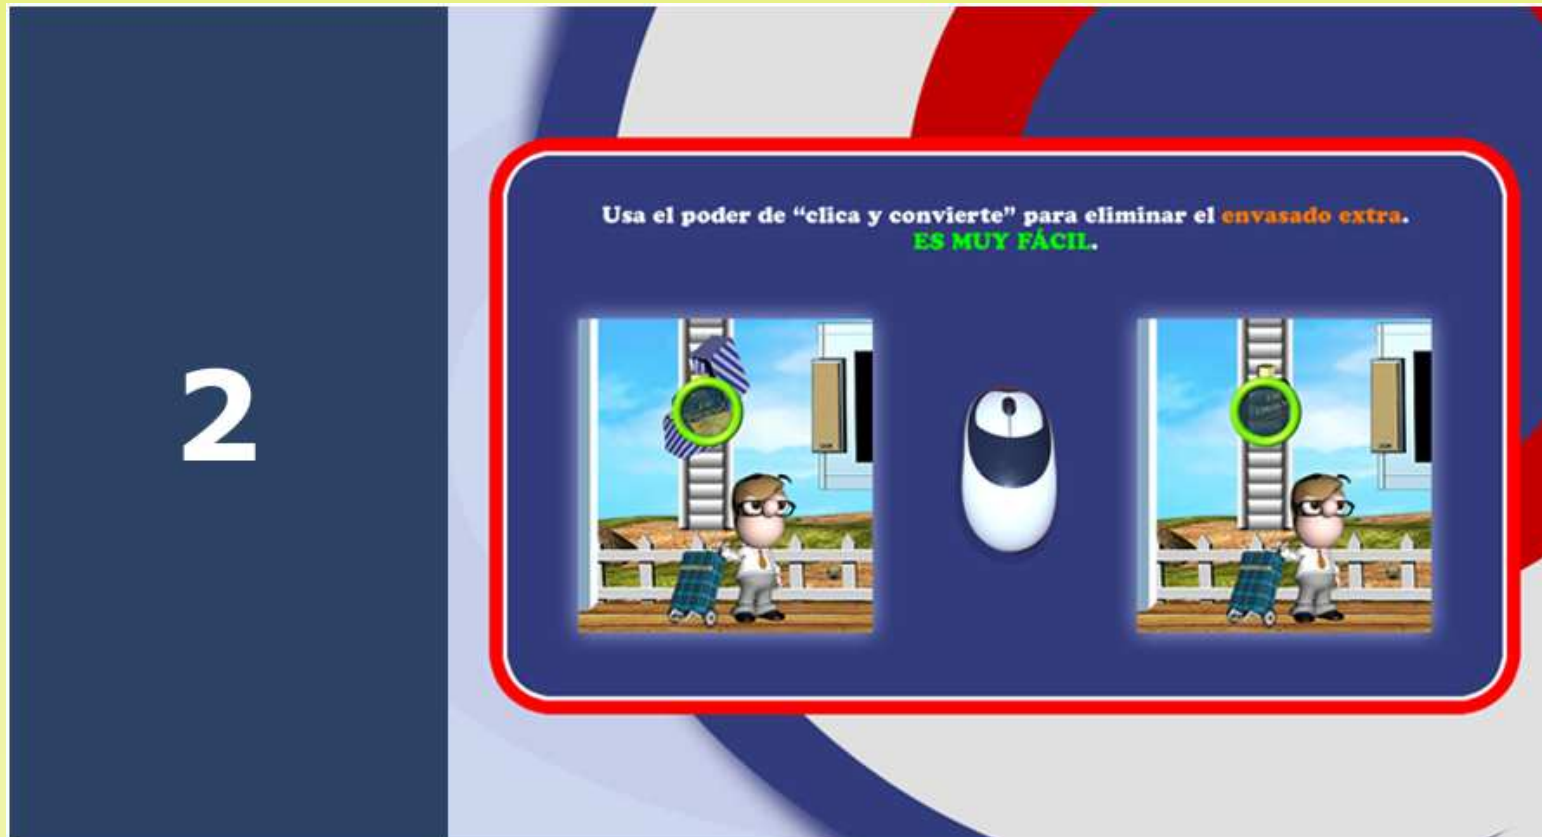 2
Usa el poder de “clica y convierte” para eliminar el envasado extra.
ES MUY FÁCIL.